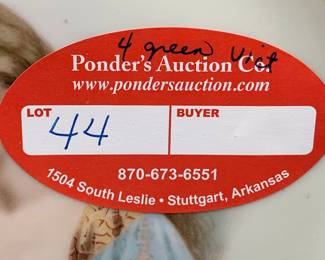 4 green Vict
Ponder's Auction Co.
www.pondersauction.com
LOT BUYER
44
870-673-6551
1504 South Leslie • Stuttgart, Arkansas